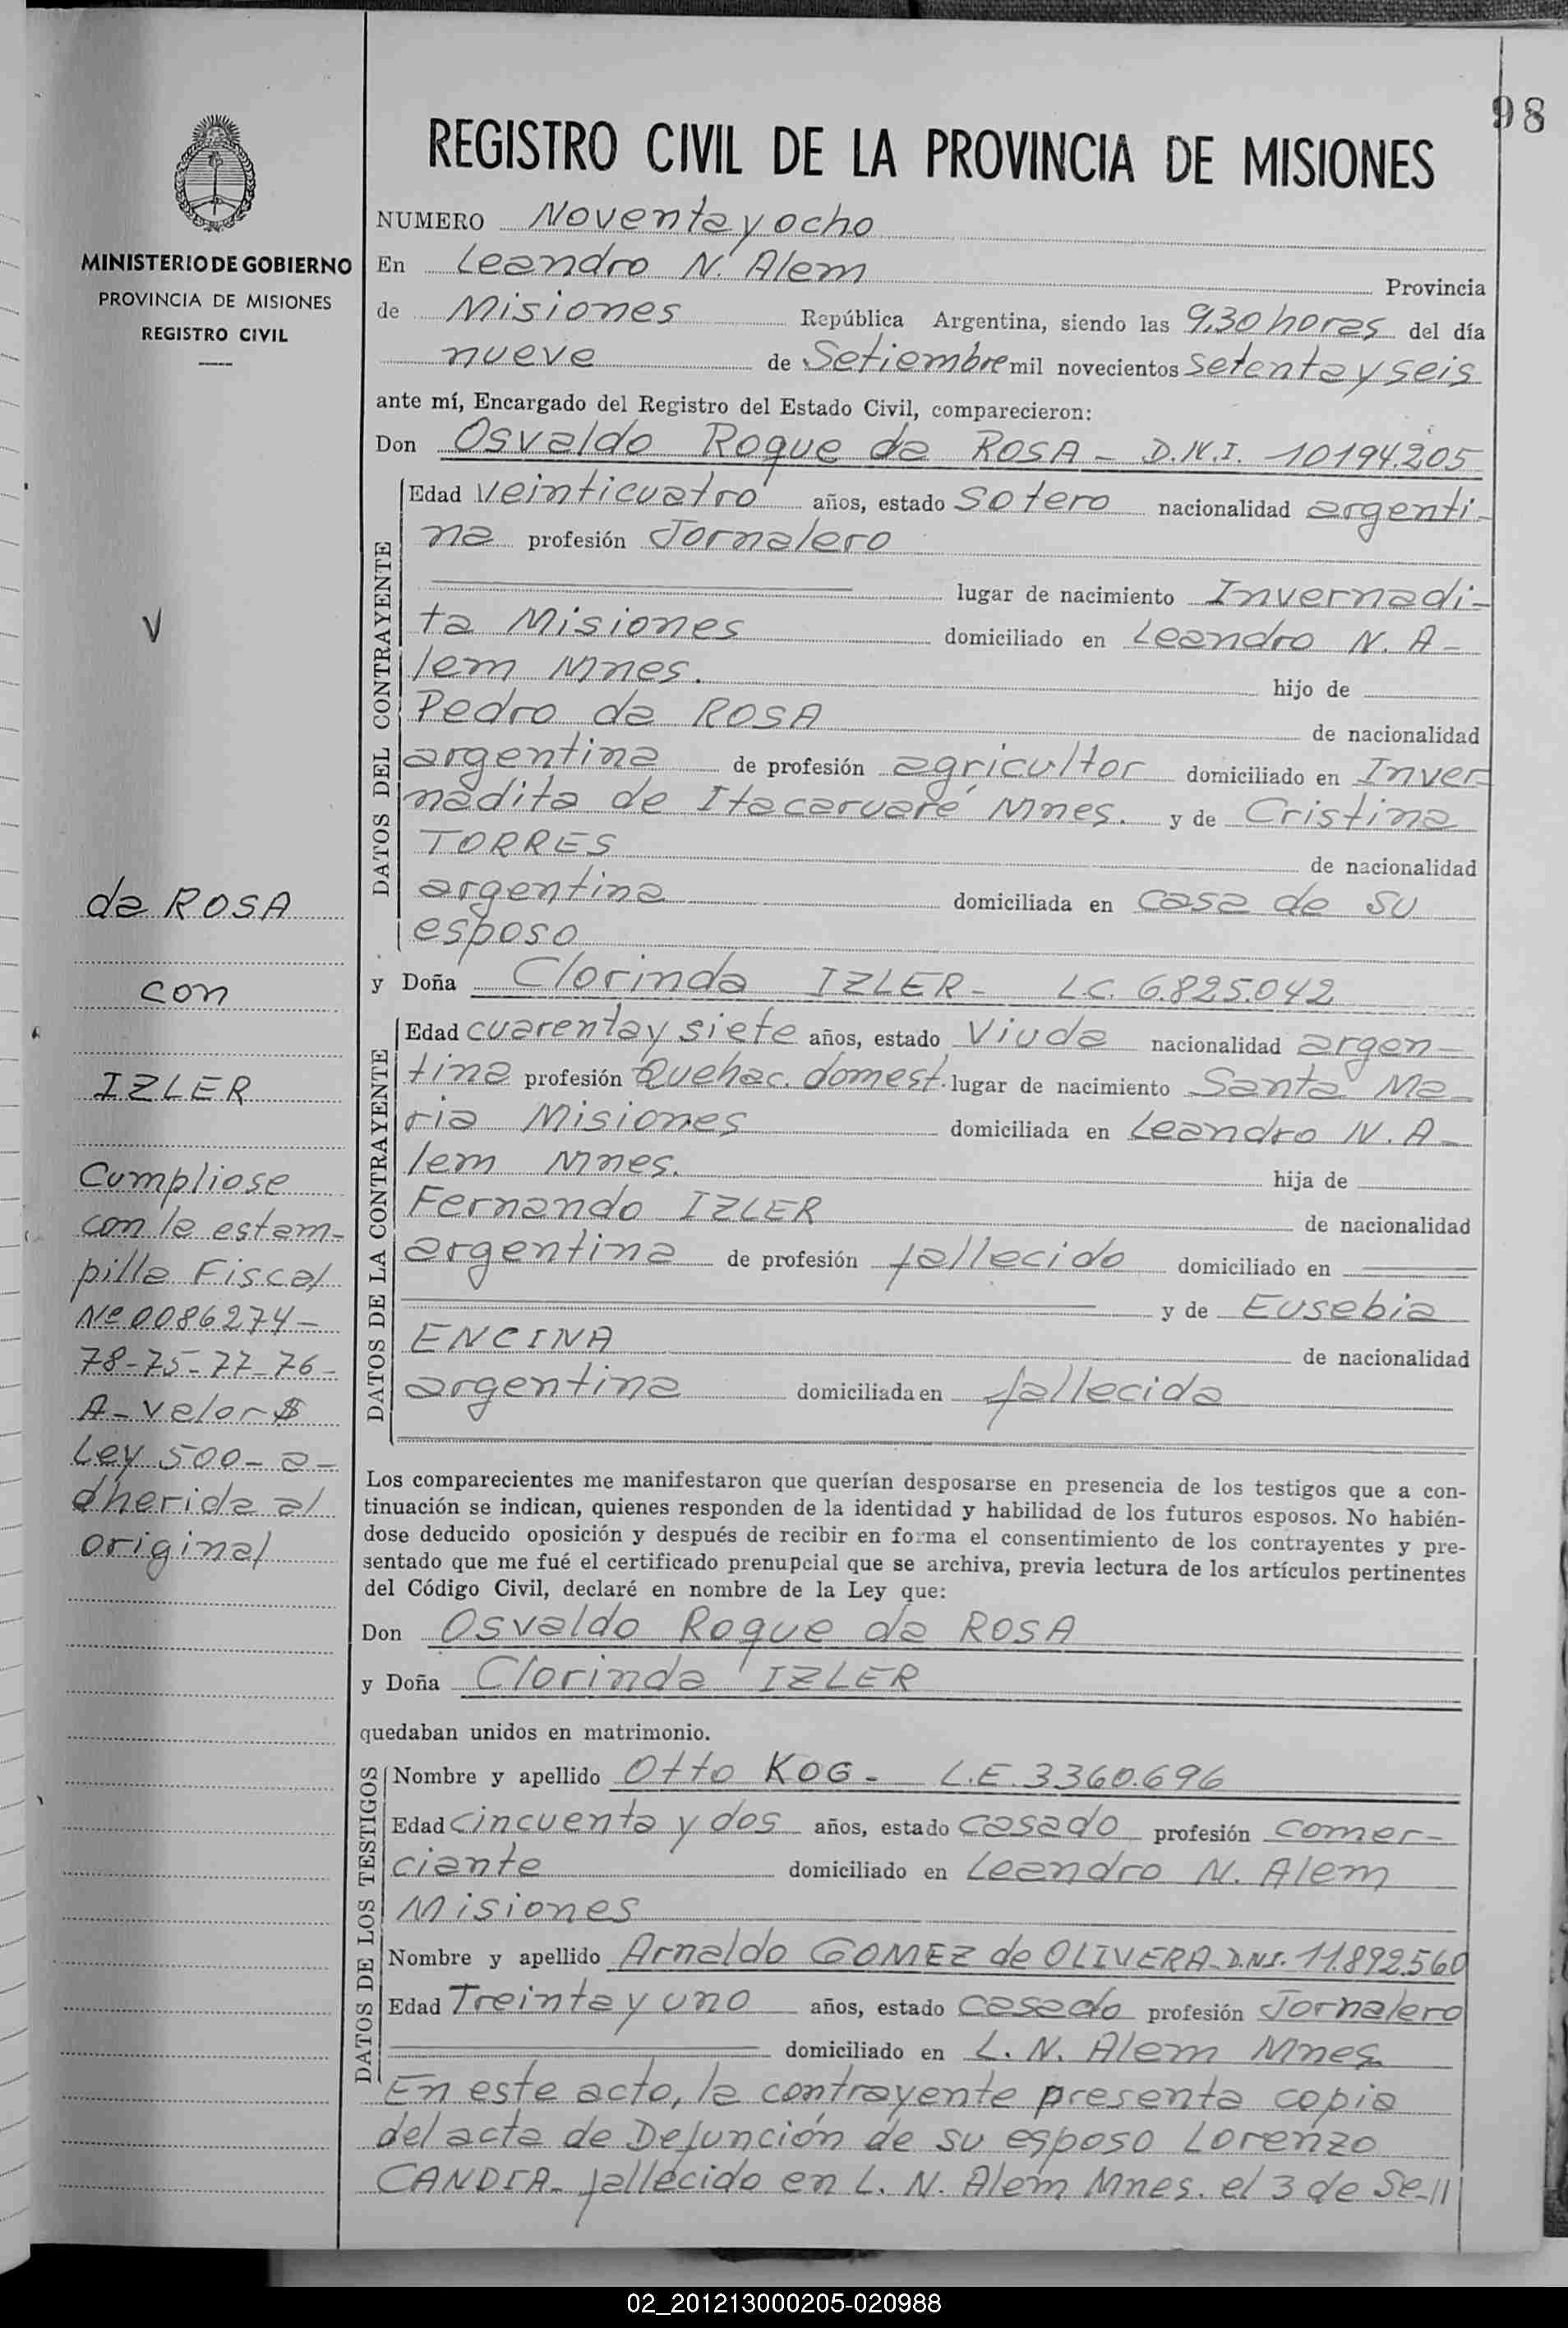 98
REGISTRO CIVIL DE LA PROVINCIA DE MISIONES
MINISTERIO DE GOBIERNO
PROVINCIA DE MISIONES
REGISTRO CIVIL
V
da ROSA
con
IZLER
Cumpliose
con la estam-
pilla Fiscal
Nº 0086274-
78-75-77-76-
A-valor $
Ley 500-a-
dherida al
original
NUMERO Noventa y ocho
En Leandro N. Alem Provincia
de Misiones República Argentina, siendo las 9,30 horas del día
nueve de Setiembre mil novecientos setenta y seis
ante mí, Encargado del Registro del Estado Civil, comparecieron:
Don Osvaldo Roque da ROSA - D.N.I. 10194.205
DATOS DEL CONTRAYENTE
Edad veinticuatro años, estado sotero nacionalidad argenti-
na profesión Jornalero
lugar de nacimiento Invernadi-
ta Misiones domiciliado en Leandro N. A-
lem Mnes. hijo de
Pedro da ROSA de nacionalidad
argentina de profesión agricultor domiciliado en Inver-
nadita de Itacaruaré Mnes. y de Cristina
TORRES de nacionalidad
argentina domiciliada en casa de su
esposo
y Doña Clorinda IZLER- LC. 6.825.042
DATOS DE LA CONTRAYENTE
Edad cuarenta y siete años, estado Viuda nacionalidad argen-
tina profesión Quehac. domest. lugar de nacimiento Santa Ma-
ria Misiones domiciliada en Leandro N. A-
lem Mnes. hija de
Fernando IZLER de nacionalidad
argentina de profesión fallecido domiciliado en
y de Eusebia
ENCINA de nacionalidad
argentina domiciliada en fallecida
Los comparecientes me manifestaron que querían desposarse en presencia de los testigos que a con-
tinuación se indican, quienes responden de la identidad y habilidad de los futuros esposos. No habién-
dose deducido oposición y después de recibir en forma el consentimiento de los contrayentes y pre-
sentado que me fué el certificado prenupcial que se archiva, previa lectura de los artículos pertinentes
del Código Civil, declaré en nombre de la Ley que:
Don Osvaldo Roque da ROSA
y Doña Clorinda IZLER
quedaban unidos en matrimonio.
DATOS DE LOS TESTIGOS
Nombre y apellido Otto KOG- L.E. 3360.696
Edad cincuenta y dos años, estado casado profesión comer-
ciante domiciliado en Leandro N. Alem
Misiones
Nombre y apellido Arnaldo GOMEZ de OLIVERA-D.N.I. 11.892.560
Edad Treinta y uno años, estado casado profesión Jornalero
domiciliado en L. N. Alem Mnes.
En este acto, la contrayente presenta copia
del acta de Defunción de su esposo Lorenzo
CANDIA- fallecido en L. N. Alem Mnes. el 3 de Se-//
02_201213000205-020988